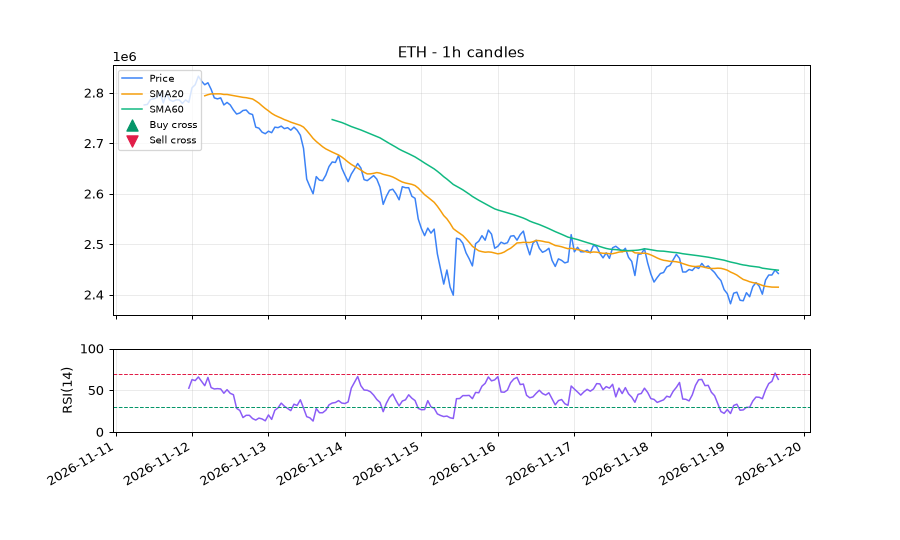 ETH - 1h candles
1e6
Price
SMA20
SMA60
Buy cross
Sell cross
2.8
2.7
2.6
2.5
2.4
RSI(14)
100
50
0
2026-11-11
2026-11-12
2026-11-13
2026-11-14
2026-11-15
2026-11-16
2026-11-17
2026-11-18
2026-11-19
2026-11-20